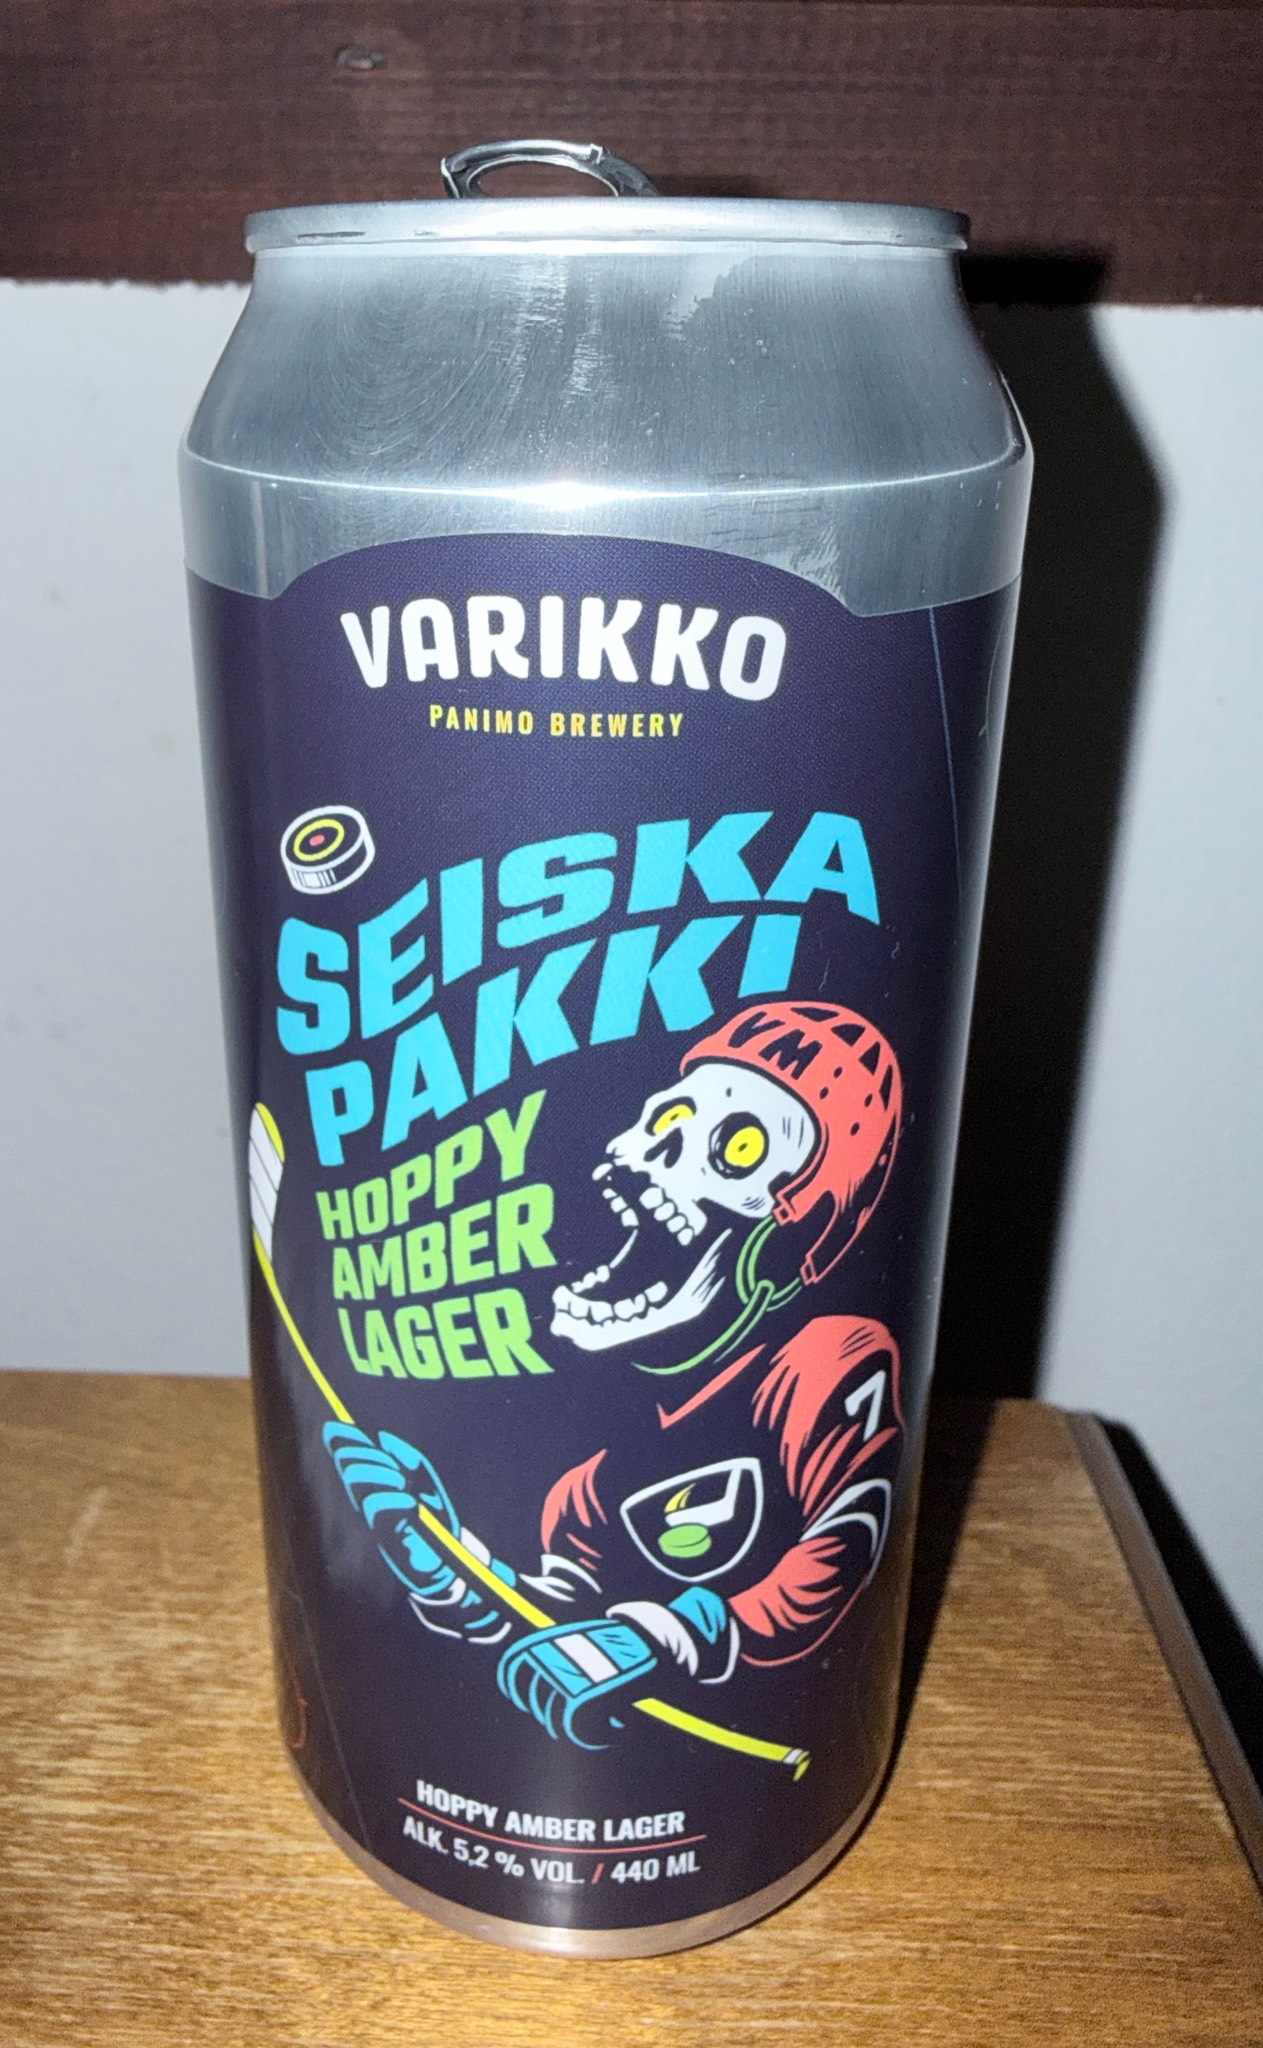 VARIKKO
PANIMO BREWERY
SEISKA
PAKKI
VM
HOPPY
AMBER
LAGER
7
HOPPY AMBER LAGER
ALK. 5,2 % VOL. / 440 ML